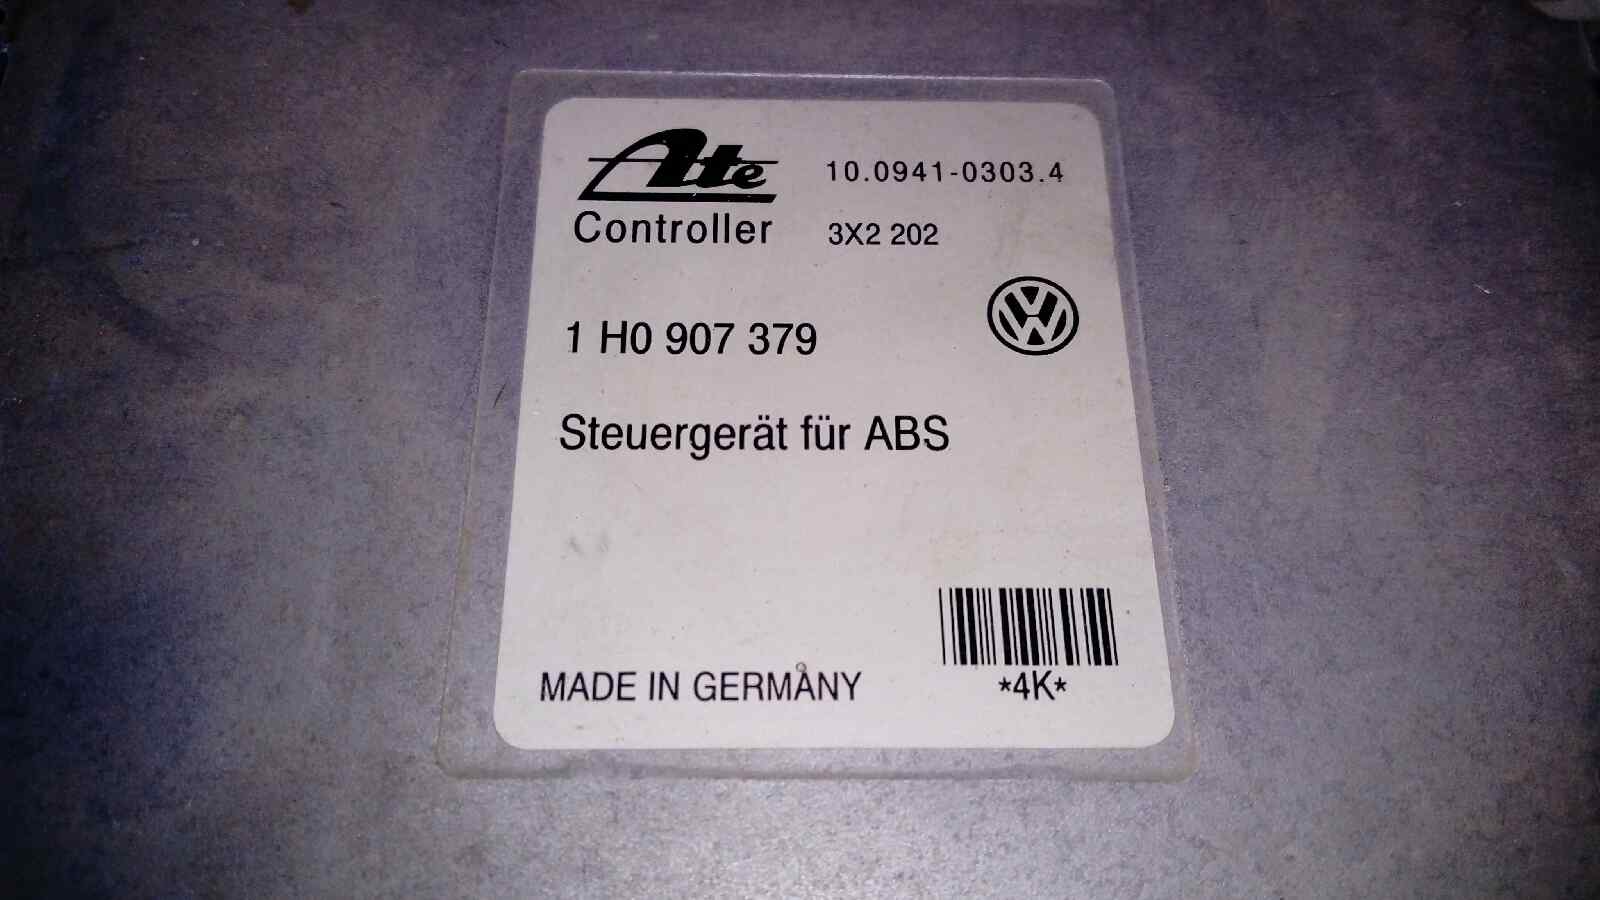 Ate 10.0941-0303.4
Controller 3X2 202
1 H0 907 379
Steuergerät für ABS
MADE IN GERMANY
*4K*